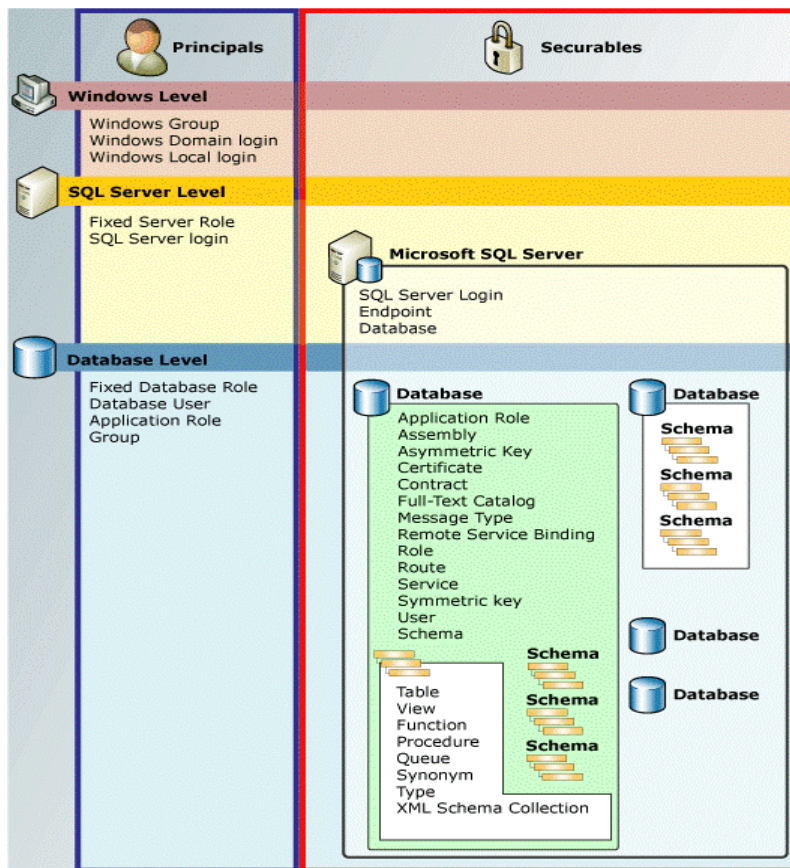 Principals
Securables
Windows Level
Windows Group
Windows Domain login
Windows Local login
SQL Server Level
Fixed Server Role
SQL Server login
Microsoft SQL Server
SQL Server Login
Endpoint
Database
Database Level
Fixed Database Role
Database User
Application Role
Group
Database
Application Role
Assembly
Asymmetric Key
Certificate
Contract
Full-Text Catalog
Message Type
Remote Service Binding
Role
Route
Service
Symmetric key
User
Schema
Table
View
Function
Procedure
Queue
Synonym
Type
XML Schema Collection
Schema
Schema
Schema
Database
Schema
Schema
Schema
Database
Database